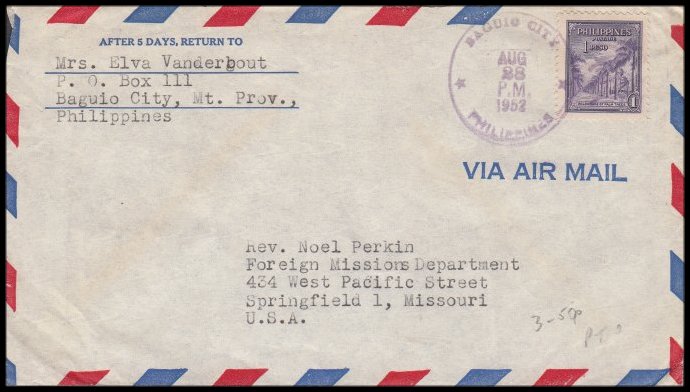 AFTER 5 DAYS, RETURN TO
Mrs. Elva Vanderbout
P. O. Box 111
Baguio City, Mt. Prov.,
Philippines
BAGUIO CITY
AUG
28
P.M.
1952
PHILIPPINES
PHILIPPINES
1 PESO
1
VIA AIR MAIL
Rev. Noel Perkin
Foreign Missions Department
434 West Pacific Street
Springfield 1, Missouri
U.S.A.